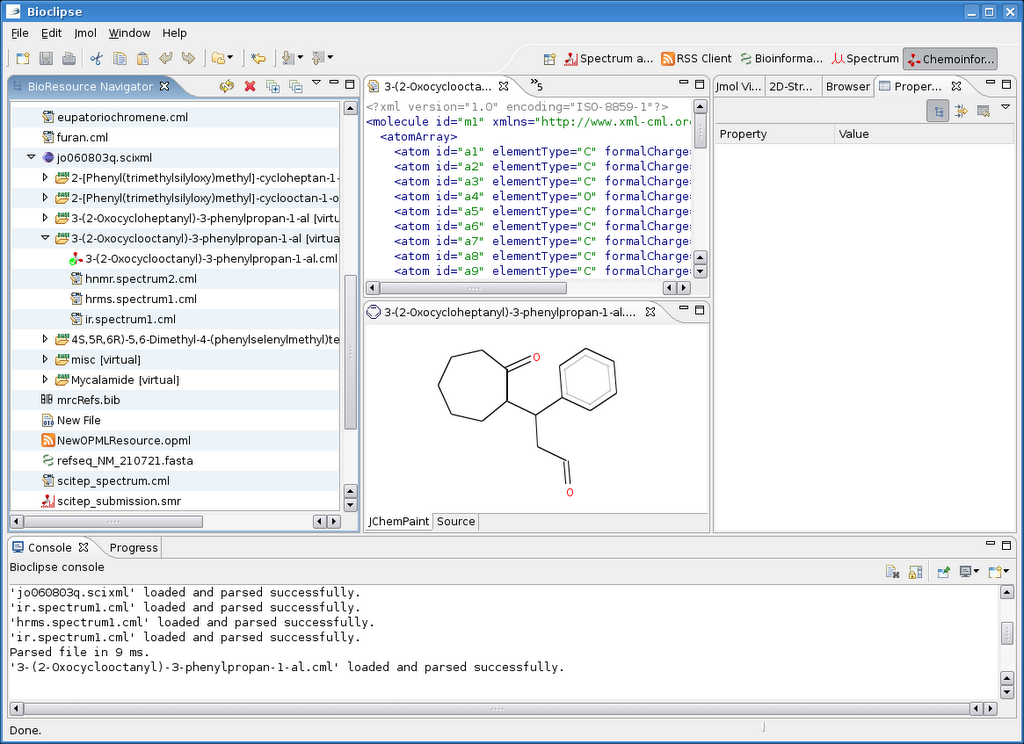 Bioclipse
File Edit Jmol Window Help
Spectrum a... RSS Client Bioinforma... Spectrum Chemoinfor...
BioResource Navigator
eupatoriochromene.cml
furan.cml
jo060803q.scixml
2-[Phenyl(trimethylsilyloxy)methyl]-cycloheptan-1-
2-[Phenyl(trimethylsilyloxy)methyl]-cyclooctan-1-o
3-(2-Oxocycloheptanyl)-3-phenylpropan-1-al [virtu
3-(2-Oxocyclooctanyl)-3-phenylpropan-1-al [virtua
3-(2-Oxocyclooctanyl)-3-phenylpropan-1-al.cml
hnmr.spectrum2.cml
hrms.spectrum1.cml
ir.spectrum1.cml
4S,5R,6R)-5,6-Dimethyl-4-(phenylselenylmethyl)te
misc [virtual]
Mycalamide [virtual]
mrcRefs.bib
New File
NewOPMLResource.opml
refseq_NM_210721.fasta
scitep_spectrum.cml
scitep_submission.smr
3-(2-Oxocycloocta... »5
<?xml version="1.0" encoding="ISO-8859-1"?>
<molecule id="m1" xmlns="http://www.xml-cml.org
<atomArray>
<atom id="a1" elementType="C" formalCharge=
<atom id="a2" elementType="C" formalCharge=
<atom id="a3" elementType="C" formalCharge=
<atom id="a4" elementType="O" formalCharge=
<atom id="a5" elementType="C" formalCharge=
<atom id="a6" elementType="C" formalCharge=
<atom id="a7" elementType="C" formalCharge=
<atom id="a8" elementType="C" formalCharge=
<atom id="a9" elementType="C" formalCharge=
3-(2-Oxocycloheptanyl)-3-phenylpropan-1-al....
O
O
JChemPaint Source
Jmol Vi... 2D-Str... Browser Proper...
Property Value
Console Progress
Bioclipse console
'jo060803q.scixml' loaded and parsed successfully.
'ir.spectrum1.cml' loaded and parsed successfully.
'hrms.spectrum1.cml' loaded and parsed successfully.
'ir.spectrum1.cml' loaded and parsed successfully.
Parsed file in 9 ms.
'3-(2-Oxocyclooctanyl)-3-phenylpropan-1-al.cml' loaded and parsed successfully.
Done.